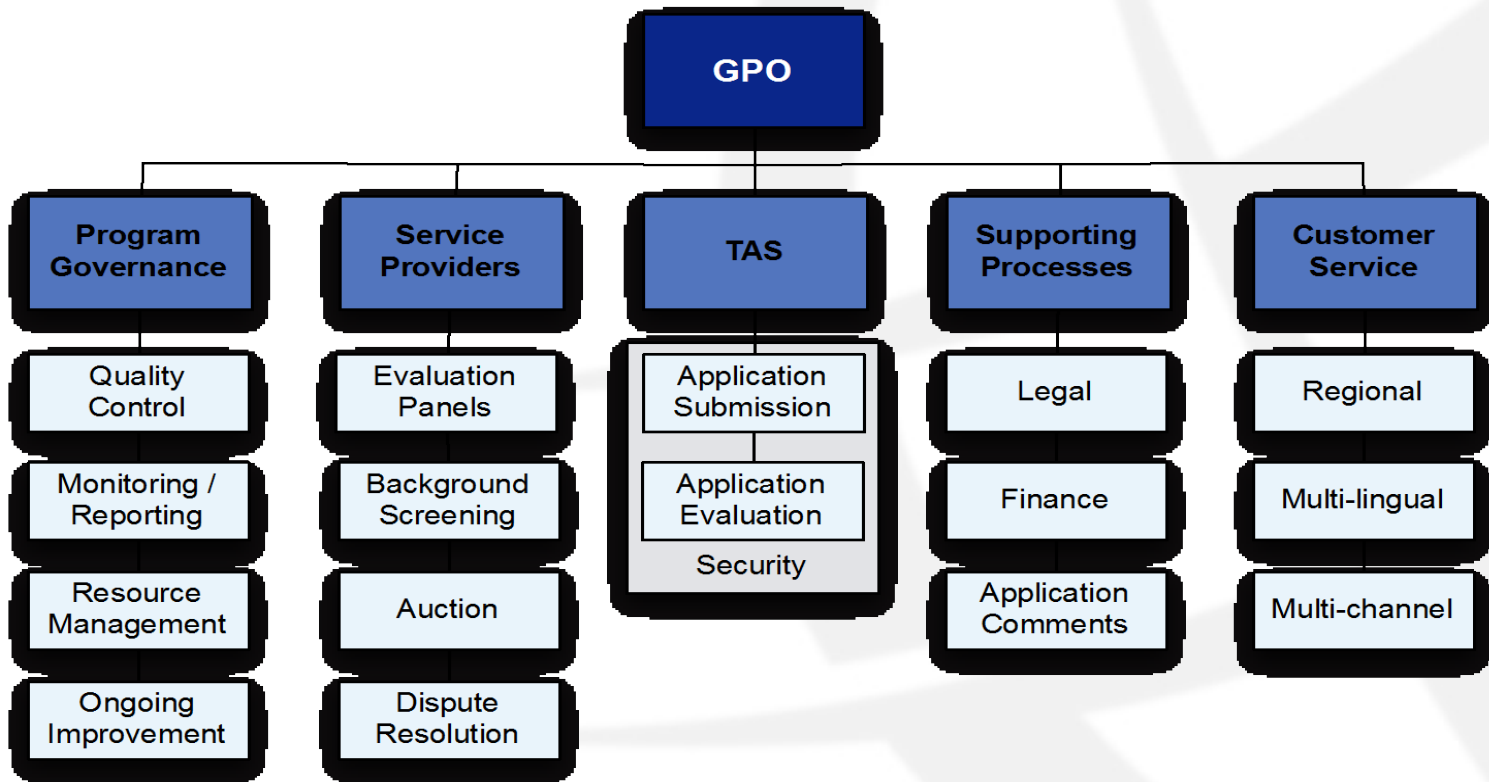 GPO
Program
Governance
Service
Providers
TAS
Supporting
Processes
Customer
Service
Quality
Control
Monitoring /
Reporting
Resource
Management
Ongoing
Improvement
Evaluation
Panels
Background
Screening
Auction
Dispute
Resolution
Application
Submission
Application
Evaluation
Security
Legal
Finance
Application
Comments
Regional
Multi-lingual
Multi-channel